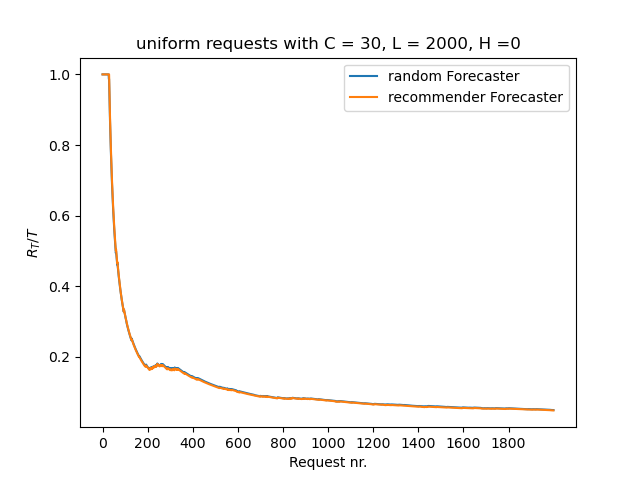 uniform requests with C = 30, L = 2000, H =0
random Forecaster
recommender Forecaster
1.0
0.8
0.6
0.4
0.2
R_T/T
0 200 400 600 800 1000 1200 1400 1600 1800
Request nr.